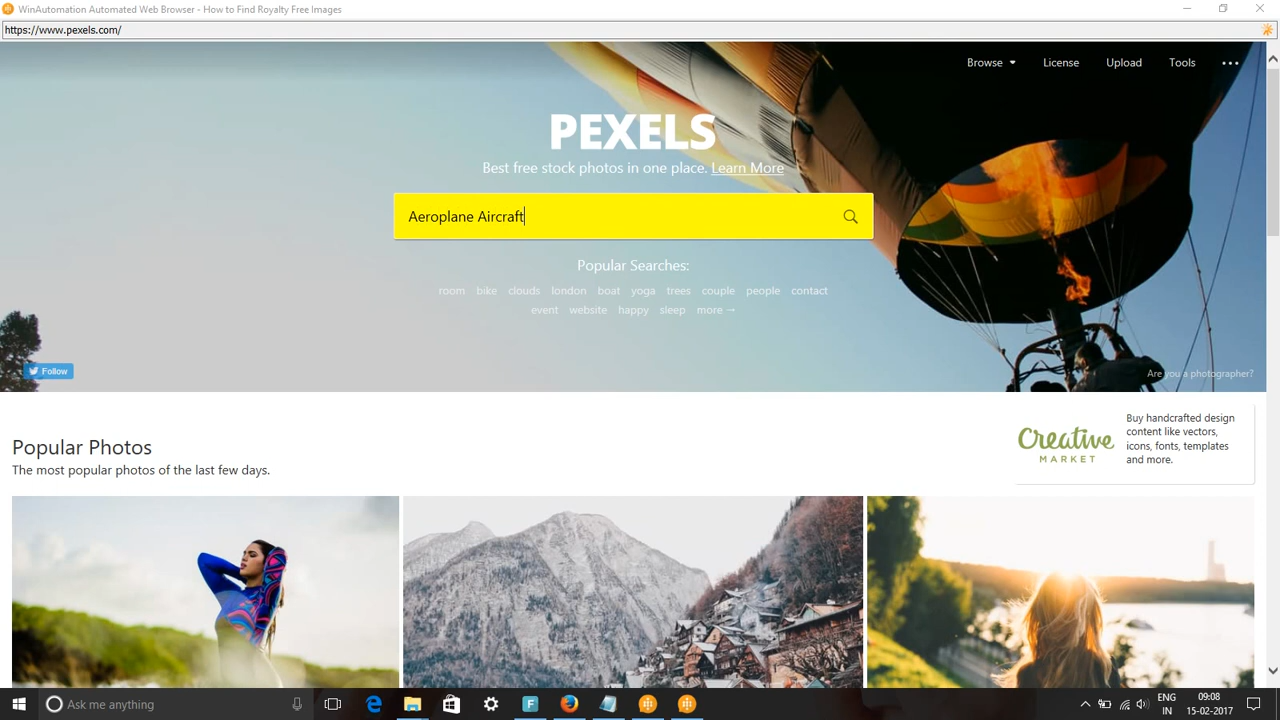 WinAutomation Automated Web Browser - How to Find Royalty Free Images
https://www.pexels.com/
Browse License Upload Tools
PEXELS
Best free stock photos in one place. Learn More
Aeroplane Aircraft
Popular Searches:
room bike clouds london boat yoga trees couple people contact
event website happy sleep more →
Follow
Are you a photographer?
Popular Photos
The most popular photos of the last few days.
Creative
MARKET
Buy handcrafted design
content like vectors,
icons, fonts, templates
and more.
Ask me anything
ENG
IN
09:08
15-02-2017